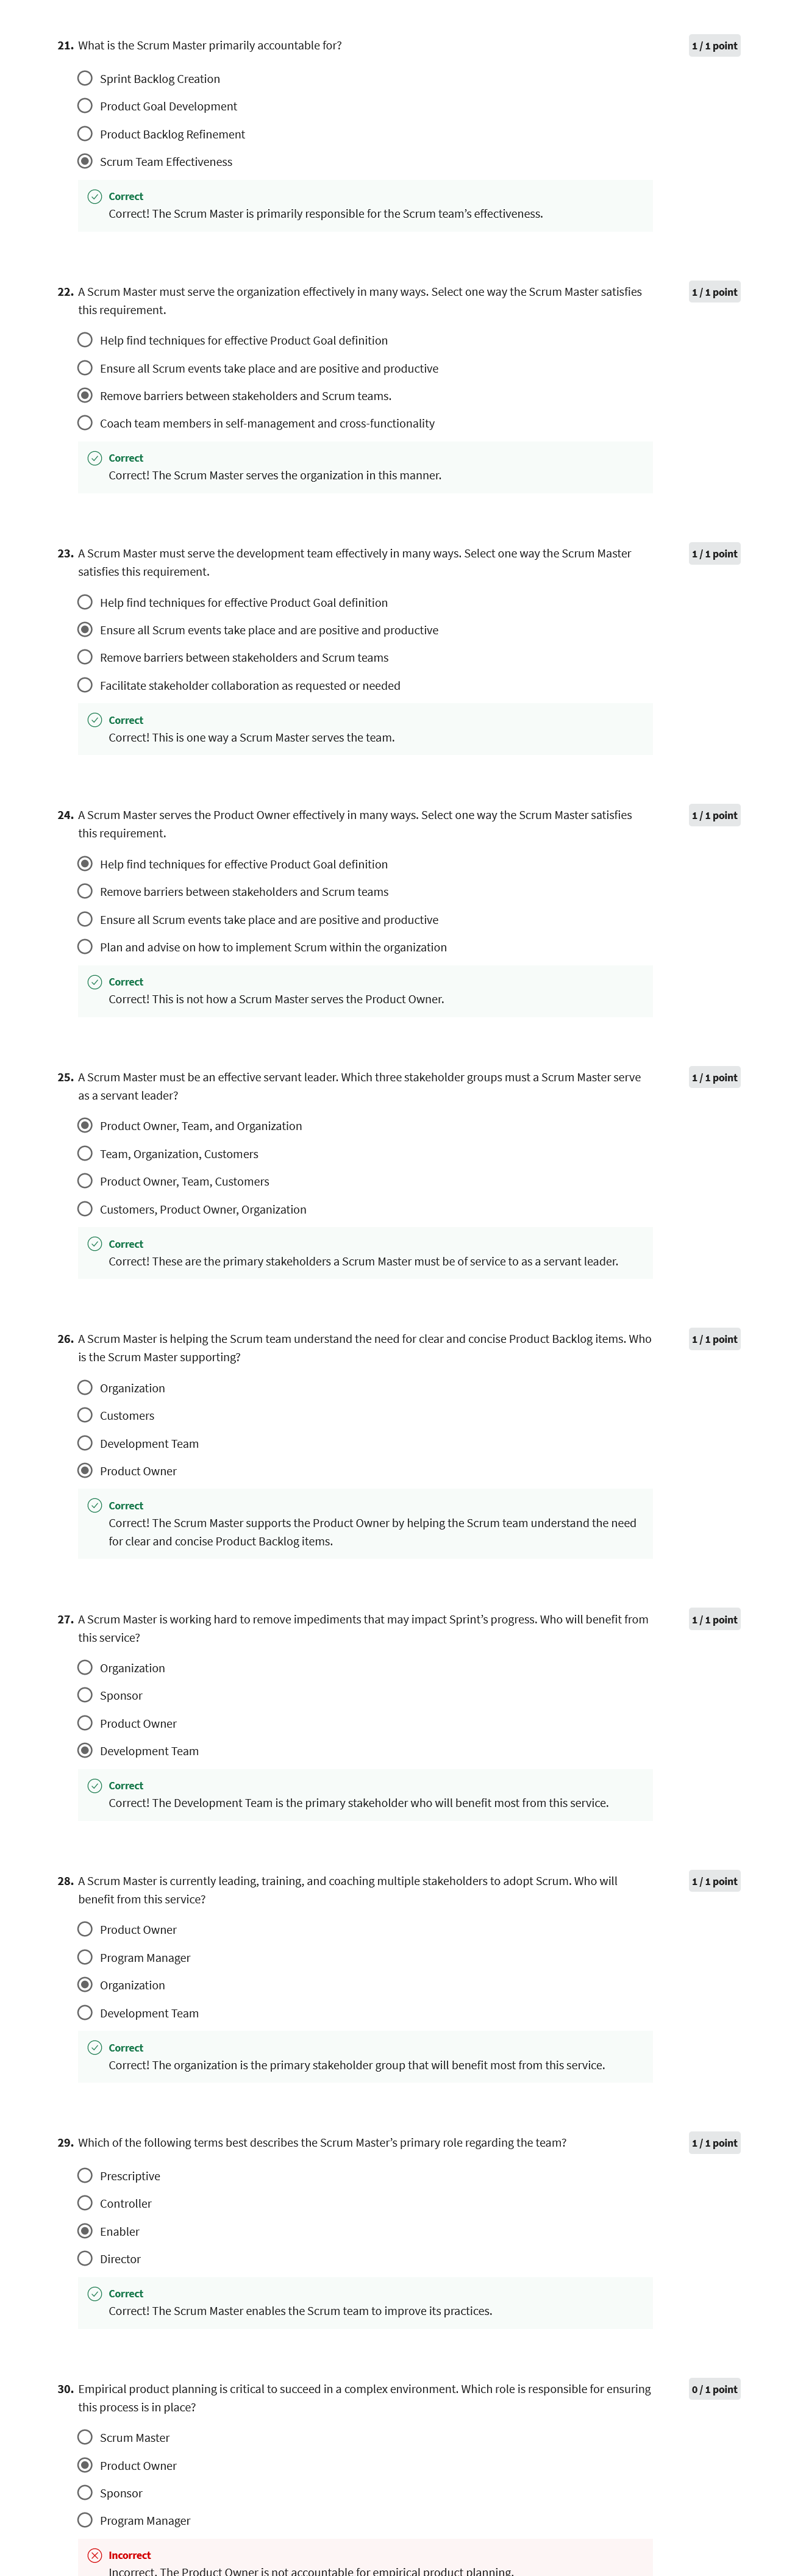 21. What is the Scrum Master primarily accountable for?
1 / 1 point
Sprint Backlog Creation
Product Goal Development
Product Backlog Refinement
Scrum Team Effectiveness
Correct
Correct! The Scrum Master is primarily responsible for the Scrum team’s effectiveness.
22. A Scrum Master must serve the organization effectively in many ways. Select one way the Scrum Master satisfies
this requirement.
1 / 1 point
Help find techniques for effective Product Goal definition
Ensure all Scrum events take place and are positive and productive
Remove barriers between stakeholders and Scrum teams.
Coach team members in self-management and cross-functionality
Correct
Correct! The Scrum Master serves the organization in this manner.
23. A Scrum Master must serve the development team effectively in many ways. Select one way the Scrum Master
satisfies this requirement.
1 / 1 point
Help find techniques for effective Product Goal definition
Ensure all Scrum events take place and are positive and productive
Remove barriers between stakeholders and Scrum teams
Facilitate stakeholder collaboration as requested or needed
Correct
Correct! This is one way a Scrum Master serves the team.
24. A Scrum Master serves the Product Owner effectively in many ways. Select one way the Scrum Master satisfies
this requirement.
1 / 1 point
Help find techniques for effective Product Goal definition
Remove barriers between stakeholders and Scrum teams
Ensure all Scrum events take place and are positive and productive
Plan and advise on how to implement Scrum within the organization
Correct
Correct! This is not how a Scrum Master serves the Product Owner.
25. A Scrum Master must be an effective servant leader. Which three stakeholder groups must a Scrum Master serve
as a servant leader?
1 / 1 point
Product Owner, Team, and Organization
Team, Organization, Customers
Product Owner, Team, Customers
Customers, Product Owner, Organization
Correct
Correct! These are the primary stakeholders a Scrum Master must be of service to as a servant leader.
26. A Scrum Master is helping the Scrum team understand the need for clear and concise Product Backlog items. Who
is the Scrum Master supporting?
1 / 1 point
Organization
Customers
Development Team
Product Owner
Correct
Correct! The Scrum Master supports the Product Owner by helping the Scrum team understand the need
for clear and concise Product Backlog items.
27. A Scrum Master is working hard to remove impediments that may impact Sprint’s progress. Who will benefit from
this service?
1 / 1 point
Organization
Sponsor
Product Owner
Development Team
Correct
Correct! The Development Team is the primary stakeholder who will benefit most from this service.
28. A Scrum Master is currently leading, training, and coaching multiple stakeholders to adopt Scrum. Who will
benefit from this service?
1 / 1 point
Product Owner
Program Manager
Organization
Development Team
Correct
Correct! The organization is the primary stakeholder group that will benefit most from this service.
29. Which of the following terms best describes the Scrum Master’s primary role regarding the team?
1 / 1 point
Prescriptive
Controller
Enabler
Director
Correct
Correct! The Scrum Master enables the Scrum team to improve its practices.
30. Empirical product planning is critical to succeed in a complex environment. Which role is responsible for ensuring
this process is in place?
0 / 1 point
Scrum Master
Product Owner
Sponsor
Program Manager
Incorrect
Incorrect. The Product Owner is not accountable for empirical product planning.